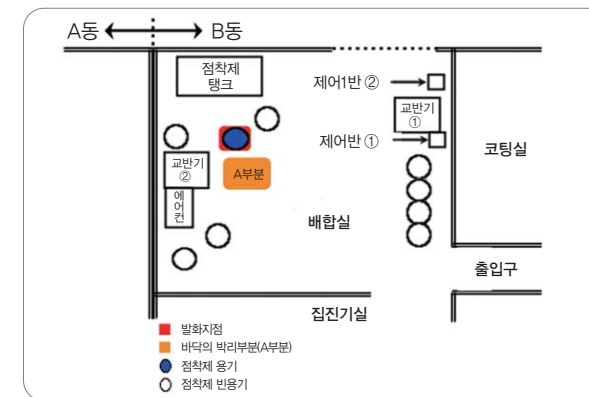 A동 B동
점착제
탱크
제어1반 ②
교반기
①
제어반 ①
코팅실
교반기
②
A부분
에
어
컨
배합실
출입구
집진기실
발화지점
바닥의 박리부분(A부분)
점착제 용기
점착제 빈용기